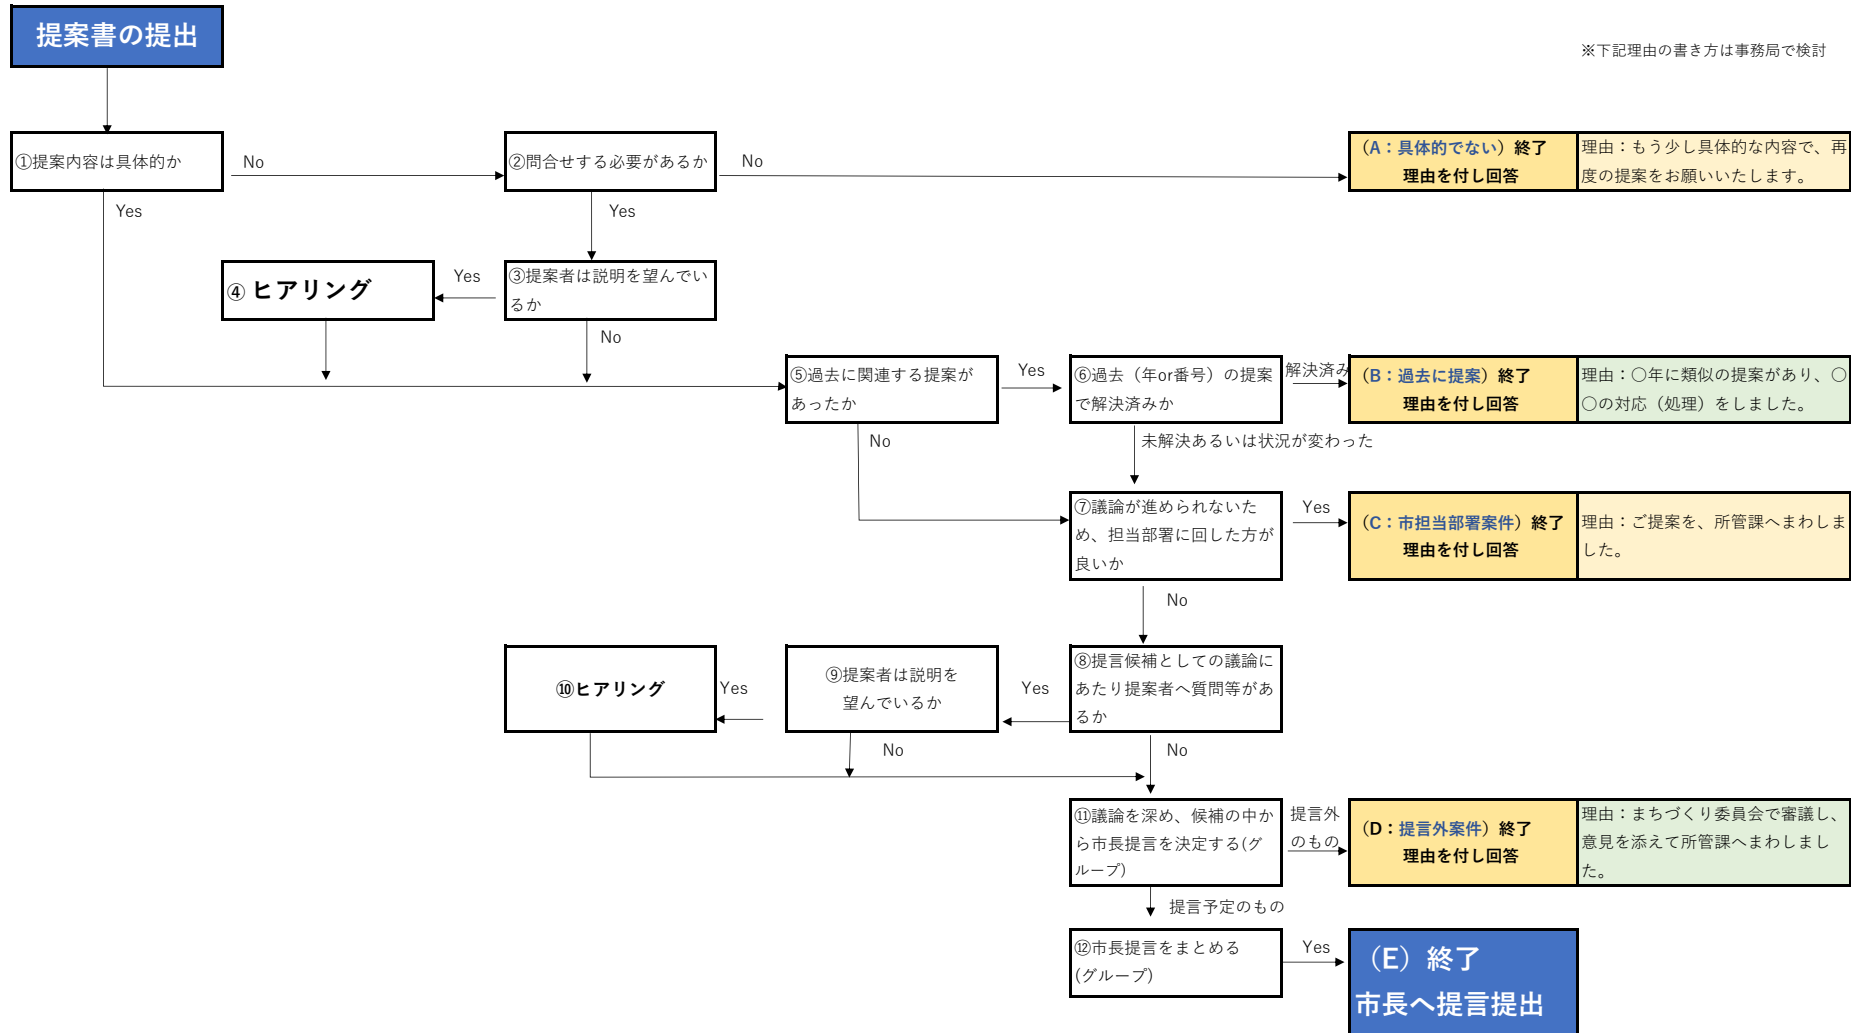 提案書の提出
※下記理由の書き方は事務局で検討
①提案内容は具体的か
No
②問合せする必要があるか
No
（A：具体的でない）終了
理由を付し回答
理由：もう少し具体的な内容で、再
度の提案をお願いいたします。
Yes
Yes
④ ヒアリング
Yes
③提案者は説明を望んでい
るか
No
⑤過去に関連する提案が
あったか
Yes
⑥過去（年or番号）の提案
で解決済みか
解決済み
（B：過去に提案）終了
理由を付し回答
理由：〇年に類似の提案があり、〇
〇の対応（処理）をしました。
No
未解決あるいは状況が変わった
⑦議論が進められないた
め、担当部署に回した方が
良いか
Yes
（C：市担当部署案件）終了
理由を付し回答
理由：ご提案を、所管課へまわしま
した。
No
⑩ヒアリング
Yes
⑨提案者は説明を
望んでいるか
Yes
⑧提言候補としての議論に
あたり提案者へ質問等があ
るか
No
No
⑪議論を深め、候補の中か
ら市長提言を決定する(グ
ループ)
提言外
のもの
（D：提言外案件）終了
理由を付し回答
理由：まちづくり委員会で審議し、
意見を添えて所管課へまわしまし
た。
提言予定のもの
⑫市長提言をまとめる
(グループ)
Yes
（E）終了
市長へ提言提出